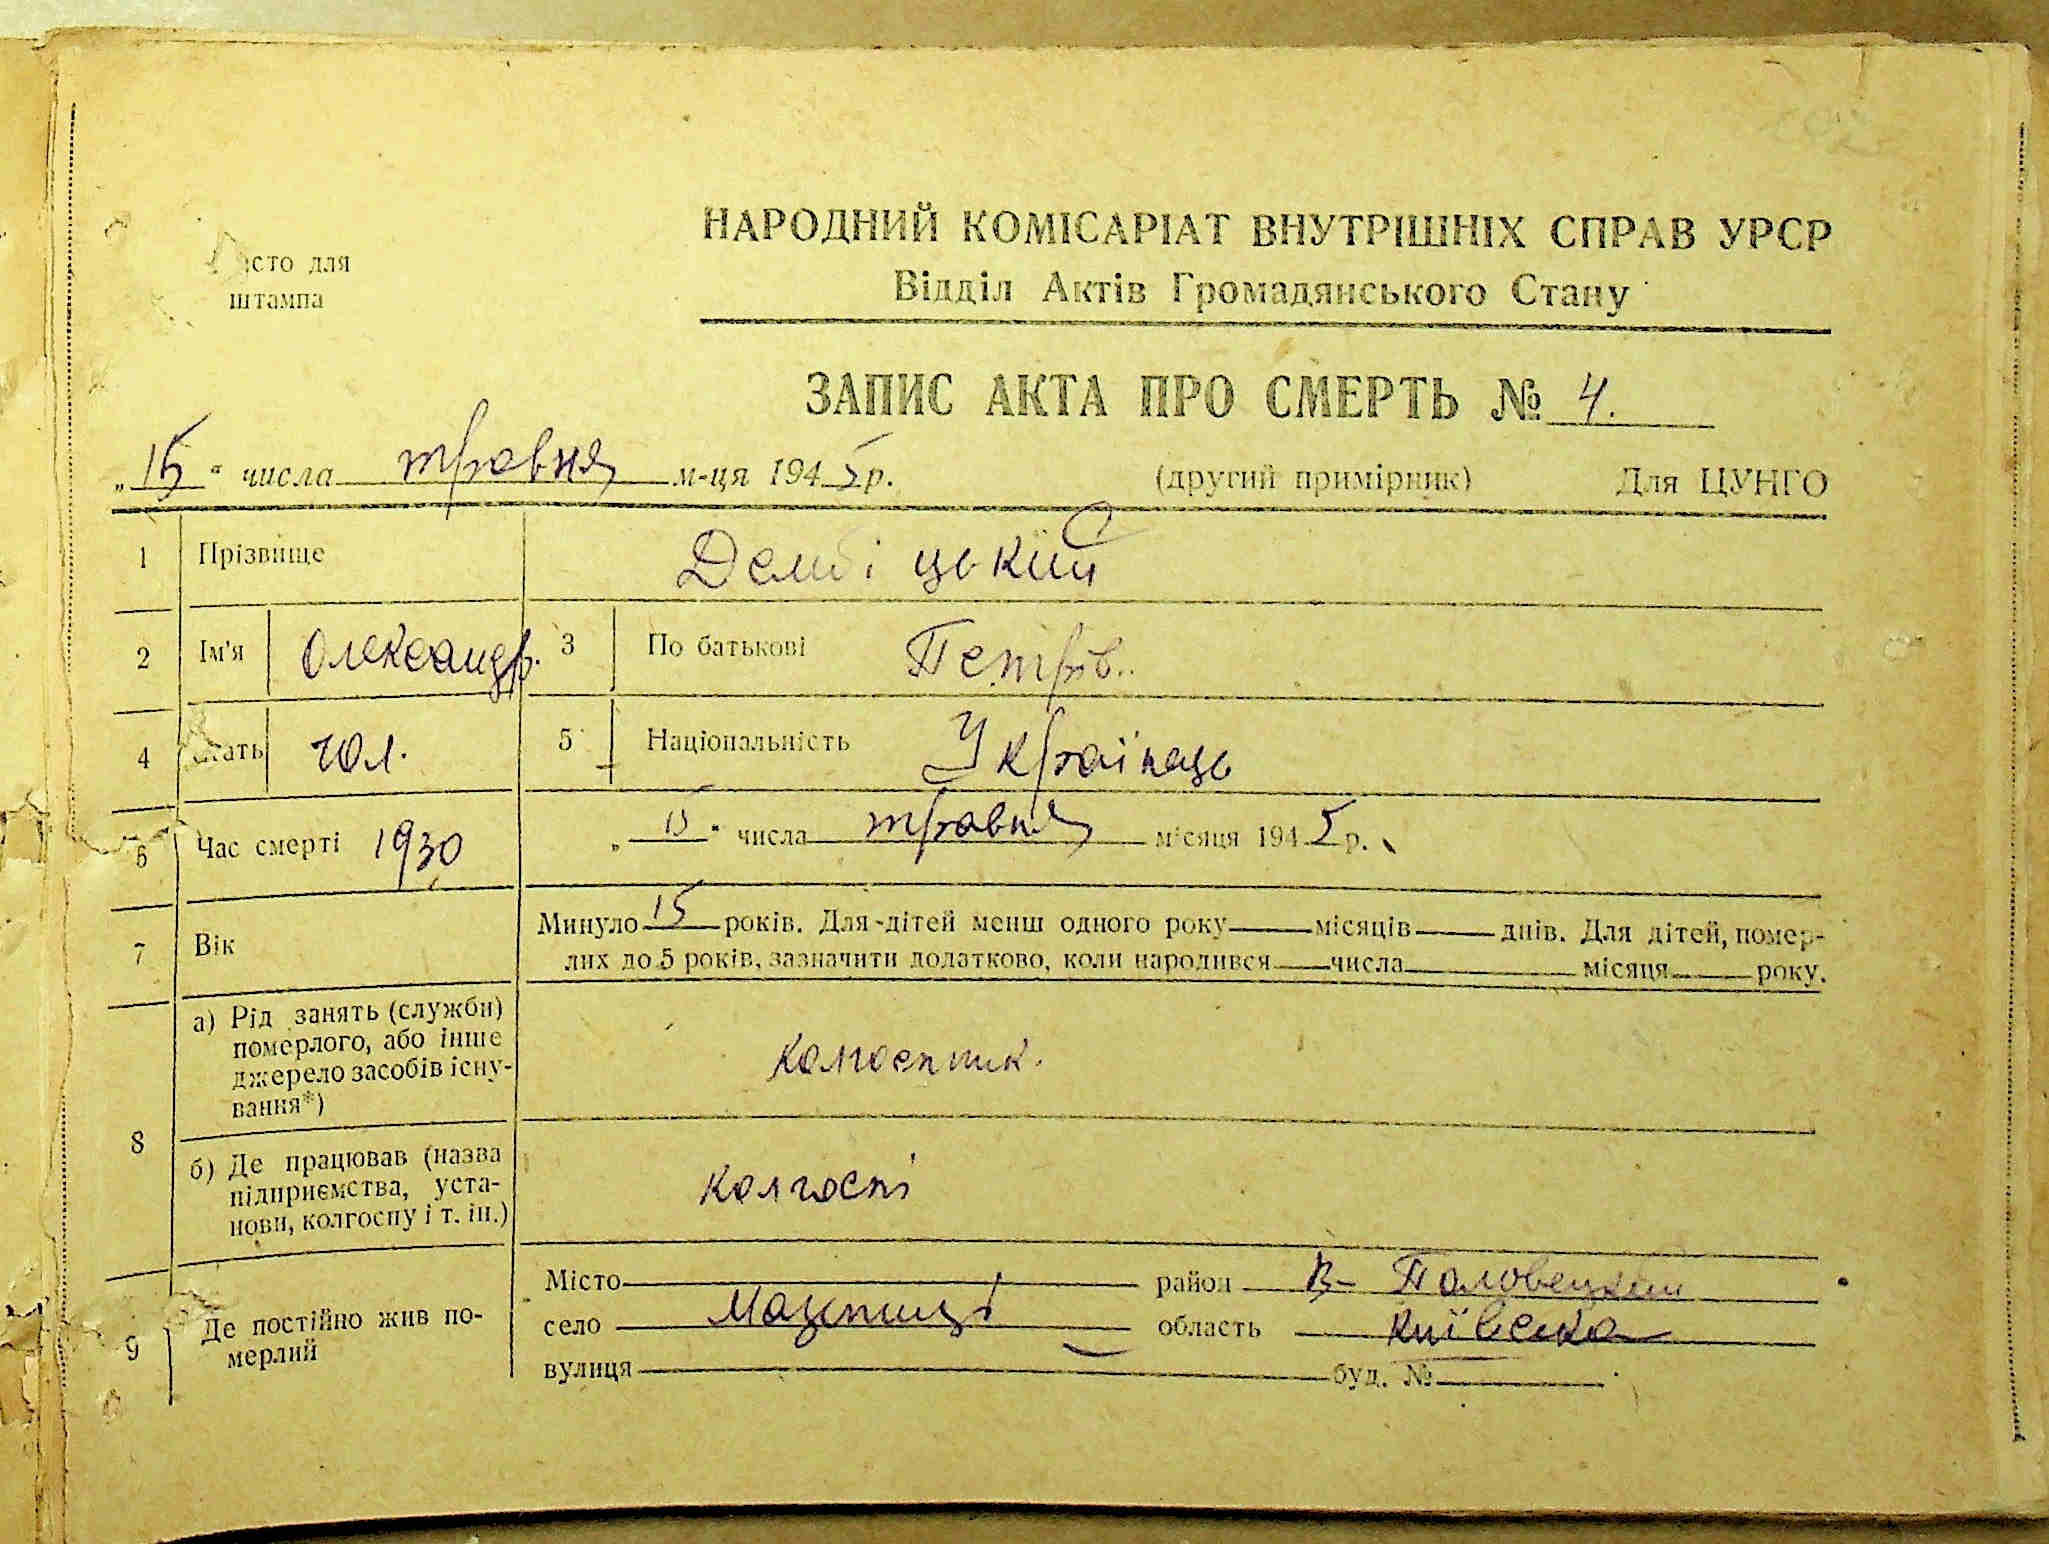 Місто для
штампа
НАРОДНИЙ КОМІСАРІАТ ВНУТРІШНІХ СПРАВ УРСР
Відділ Актів Громадянського Стану
ЗАПИС АКТА ПРО СМЕРТЬ № 4.
„15“ числа травня м-ця 1945 р. (другий примірник) Для ЦУНГО
1 Прізвище Дембіцький
2 Ім'я Олександр. 3 По батькові Петрів..
4 Стать Чол. 5 Національність Українець
6 Час смерті 1930 „15“ числа травня місяця 1945 р.
7 Вік Минуло 15 років. Для дітей менш одного року місяців днів. Для дітей, помер-
лих до 5 років, зазначити додатково, коли народився числа місяця року.
8 а) Рід занять (служби)
померлого, або інше
джерело засобів існу-
вання*) колгоспник.
б) Де працював (назва
підприємства, уста-
нови, колгоспу і т. ін.) колгоспі
9 Де постійно жив по-
мерлий
Місто район В-Половецький
село область Київська
вулиця буд. №